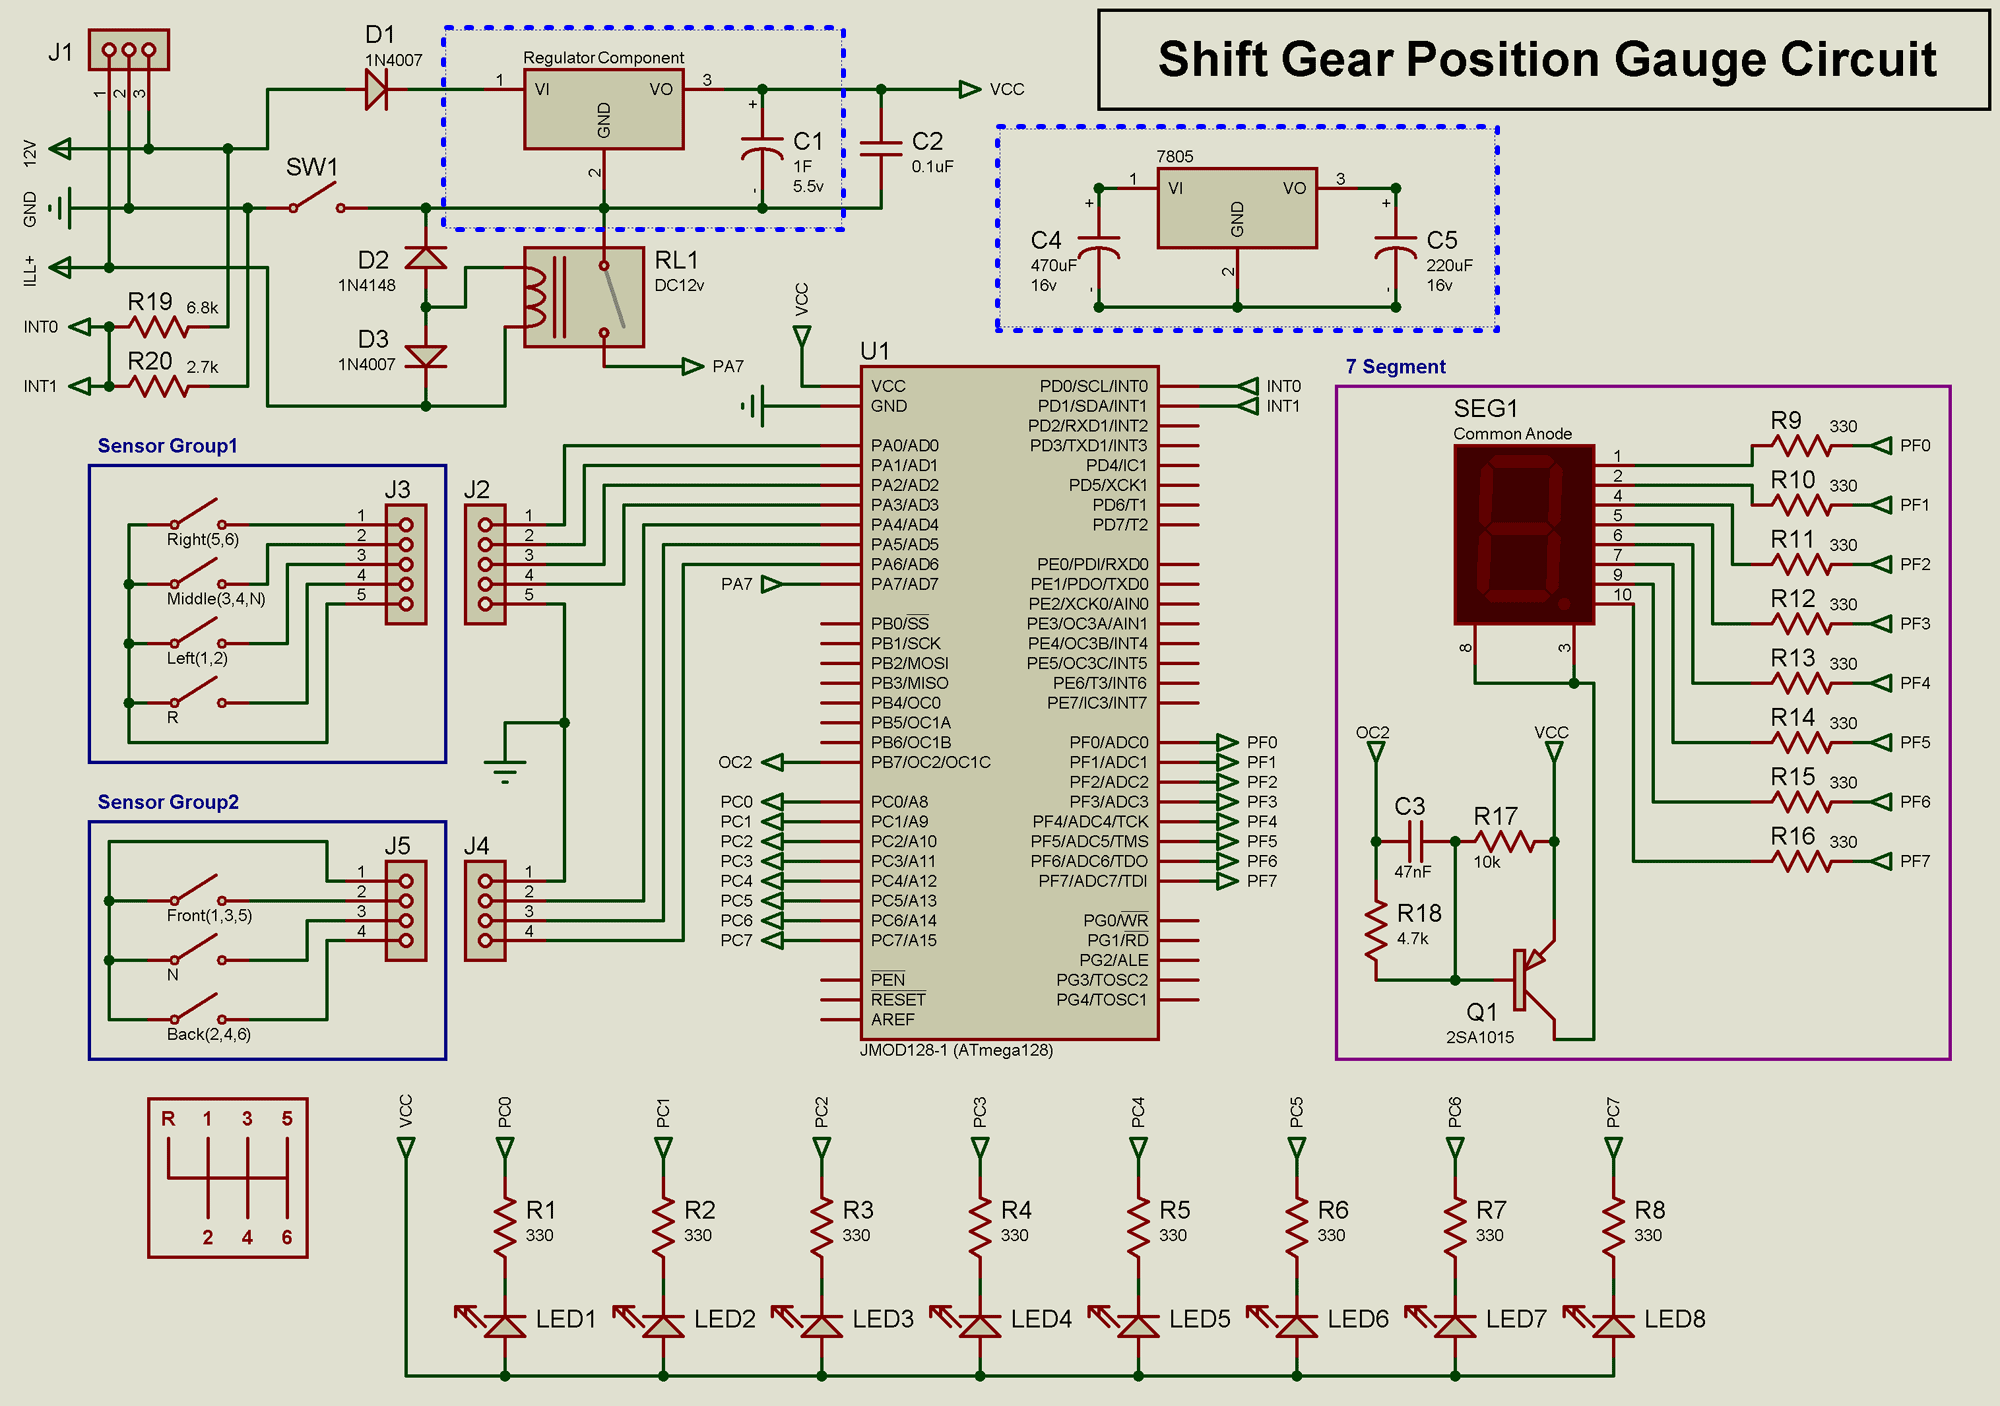 Shift Gear Position Gauge Circuit
J1
1
2
3
12V
GND
ILL+
SW1
D1
1N4007
Regulator Component
1
VI
VO
3
GND
2
C1
1F
5.5v
+
-
C2
0.1uF
VCC
7805
1
VI
VO
3
GND
2
+
C4
470uF
16v
-
+
C5
220uF
16v
-
D2
1N4148
D3
1N4007
RL1
DC12v
PA7
R19
6.8k
INT0
R20
2.7k
INT1
VCC
U1
VCC
GND
PA0/AD0
PA1/AD1
PA2/AD2
PA3/AD3
PA4/AD4
PA5/AD5
PA6/AD6
PA7/AD7
PA7
PB0/SS
PB1/SCK
PB2/MOSI
PB3/MISO
PB4/OC0
PB5/OC1A
PB6/OC1B
PB7/OC2/OC1C
OC2
PC0/A8
PC1/A9
PC2/A10
PC3/A11
PC4/A12
PC5/A13
PC6/A14
PC7/A15
PC0
PC1
PC2
PC3
PC4
PC5
PC6
PC7
PEN
RESET
AREF
PD0/SCL/INT0
PD1/SDA/INT1
PD2/RXD1/INT2
PD3/TXD1/INT3
PD4/IC1
PD5/XCK1
PD6/T1
PD7/T2
INT0
INT1
PE0/PDI/RXD0
PE1/PDO/TXD0
PE2/XCK0/AIN0
PE3/OC3A/AIN1
PE4/OC3B/INT4
PE5/OC3C/INT5
PE6/T3/INT6
PE7/IC3/INT7
PF0/ADC0
PF1/ADC1
PF2/ADC2
PF3/ADC3
PF4/ADC4/TCK
PF5/ADC5/TMS
PF6/ADC6/TDO
PF7/ADC7/TDI
PF0
PF1
PF2
PF3
PF4
PF5
PF6
PF7
PG0/WR
PG1/RD
PG2/ALE
PG3/TOSC2
PG4/TOSC1
JMOD128-1 (ATmega128)
Sensor Group1
J3
1
2
3
4
5
Right(5,6)
Middle(3,4,N)
Left(1,2)
R
J2
1
2
3
4
5
Sensor Group2
J5
1
2
3
4
Front(1,3,5)
N
Back(2,4,6)
J4
1
2
3
4
7 Segment
SEG1
Common Anode
1
2
4
5
6
7
9
10
8
3
R9
330
PF0
R10
330
PF1
R11
330
PF2
R12
330
PF3
R13
330
PF4
R14
330
PF5
R15
330
PF6
R16
330
PF7
OC2
VCC
C3
47nF
R17
10k
R18
4.7k
Q1
2SA1015
R 1 3 5
2 4 6
VCC
PC0
PC1
PC2
PC3
PC4
PC5
PC6
PC7
R1
330
R2
330
R3
330
R4
330
R5
330
R6
330
R7
330
R8
330
LED1
LED2
LED3
LED4
LED5
LED6
LED7
LED8